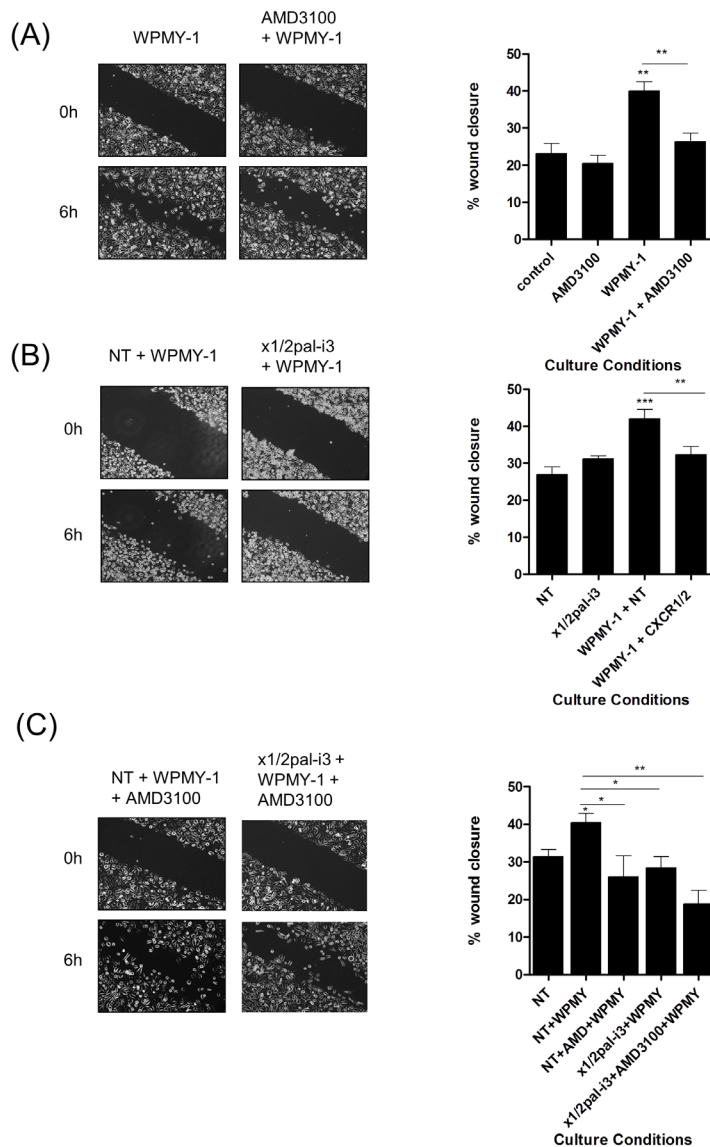 (A)
WPMY-1
AMD3100
+ WPMY-1
0h
6h
% wound closure
50
40
30
20
10
0
**
**
control
AMD3100
WPMY-1
WPMY-1 + AMD3100
Culture Conditions
(B)
NT + WPMY-1
x1/2pal-i3
+ WPMY-1
0h
6h
% wound closure
50
40
30
20
10
0
***
**
NT
x1/2pal-i3
WPMY-1 + NT
WPMY-1 + CXCR1/2
Culture Conditions
(C)
NT + WPMY-1
+ AMD3100
x1/2pal-i3 +
WPMY-1 +
AMD3100
0h
6h
% wound closure
50
40
30
20
10
0
**
*
*
*
NT
NT+WPMY
NT+AMD+WPMY
x1/2pal-i3+WPMY
x1/2pal-i3+AMD3100+WPMY
Culture Conditions